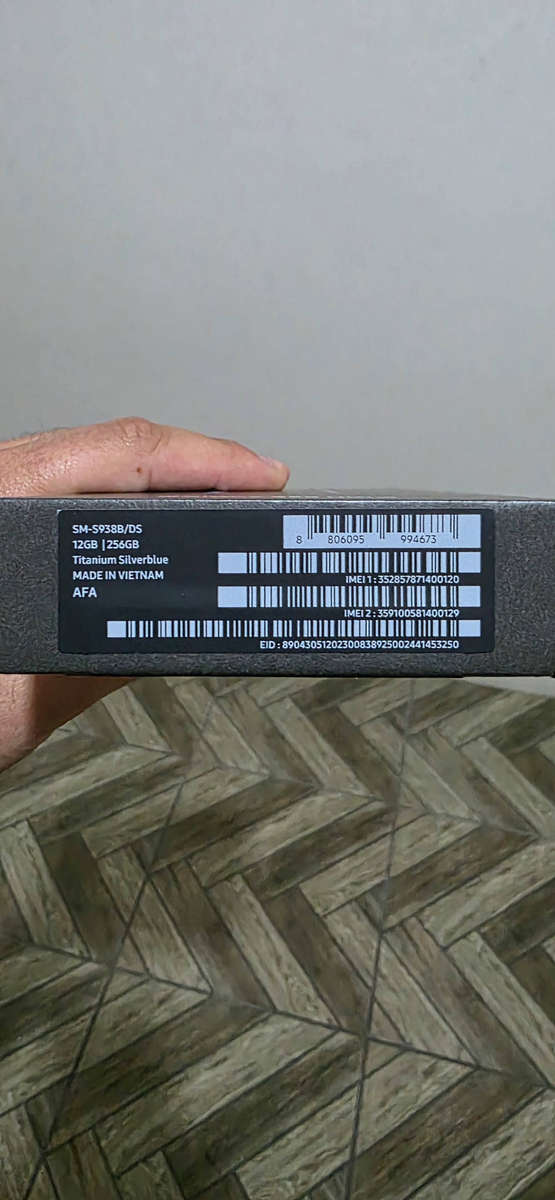 SM-S938B/DS
12GB | 256GB
Titanium Silverblue
MADE IN VIETNAM
AFA
8 806095 994673
IMEI 1 : 352857871400120
IMEI 2 : 359100581400129
EID : 89043051202300838925002441453250